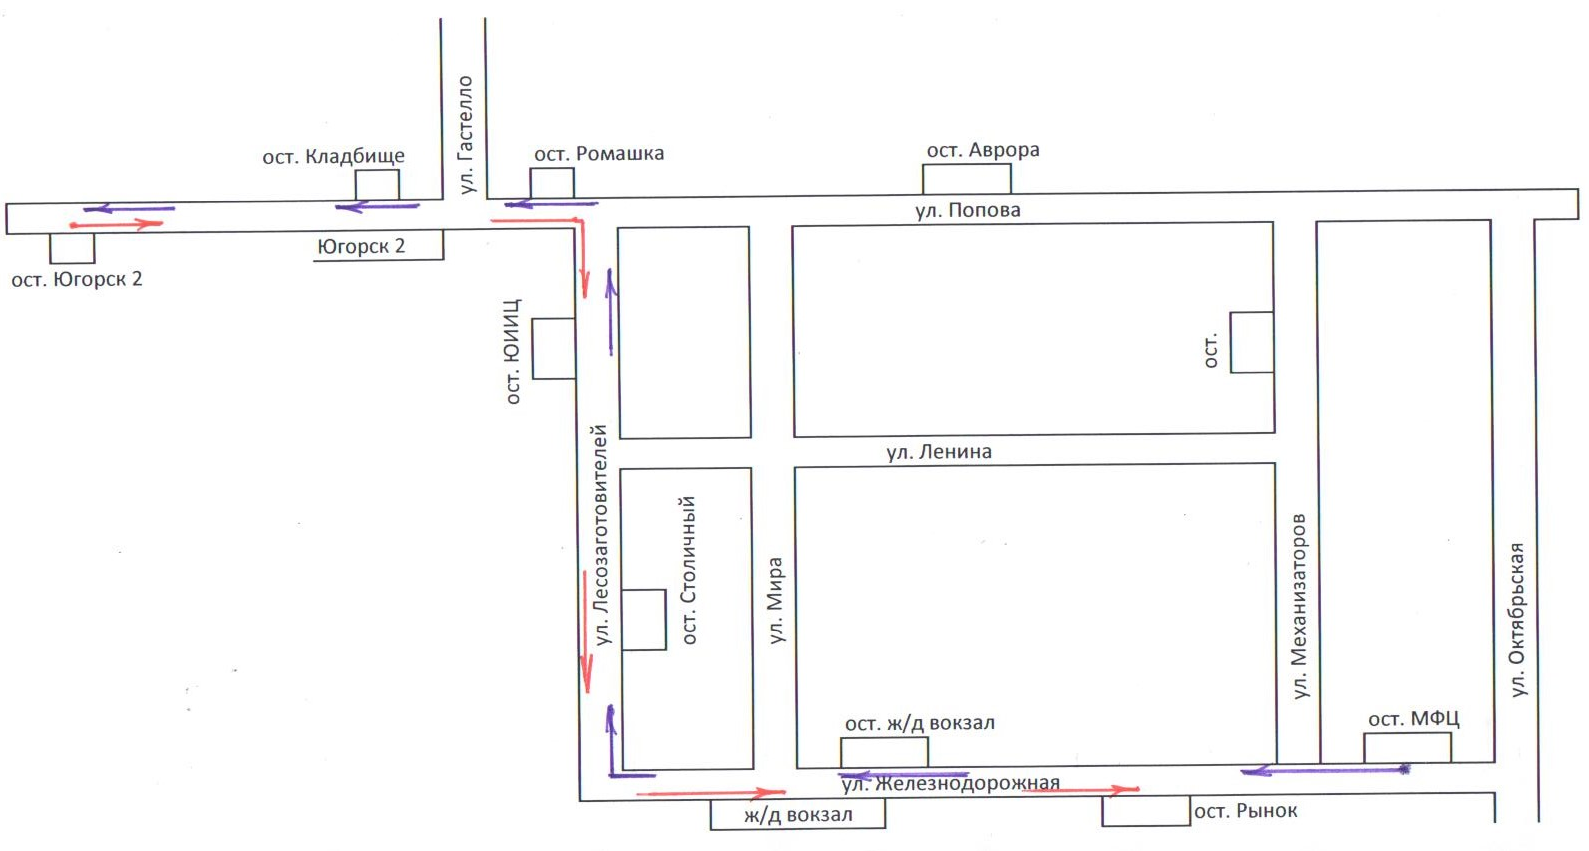 ул. Гастелло
ост. Кладбище
ост. Ромашка
ост. Аврора
ул. Попова
Югорск 2
ост. Югорск 2
ост. ЮИИЦ
ост.
ул. Лесозаготовителей
ул. Ленина
ост. Столичный
ул. Мира
ул. Механизаторов
ул. Октябрьская
ост. ж/д вокзал
ост. МФЦ
ул. Железнодорожная
ж/д вокзал
ост. Рынок